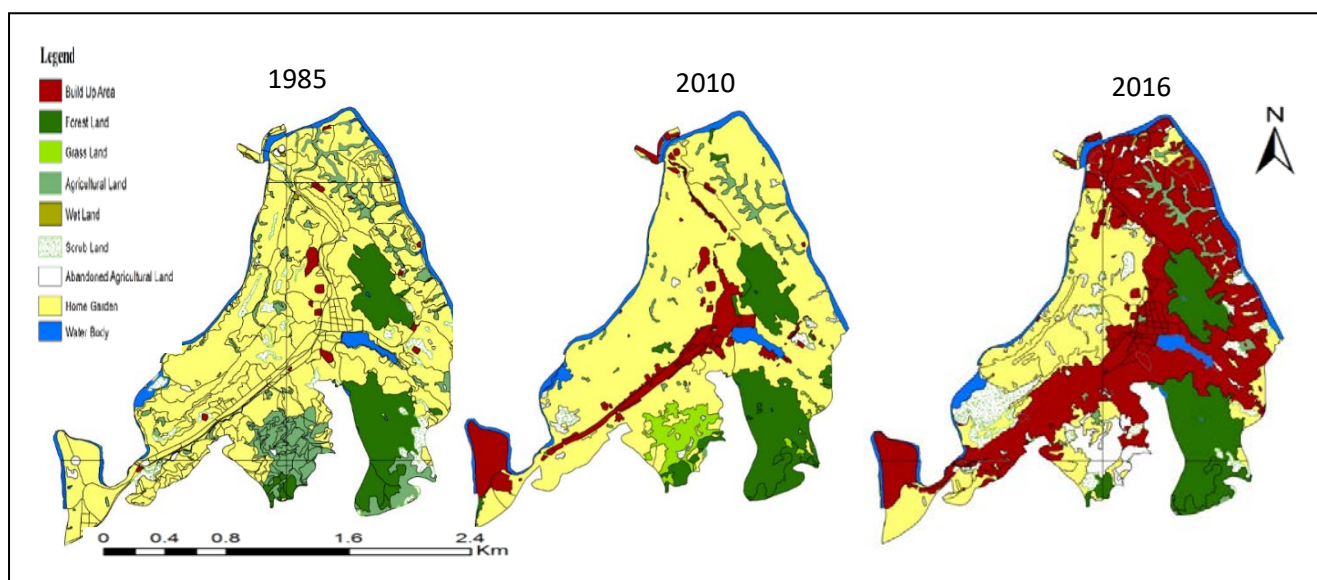 Legend
Build Up Area
Forest Land
Grass Land
Agricultural Land
Wet Land
Scrub Land
Abandoned Agricultural Land
Home Garden
Water Body
1985
2010
2016
N
0 0.4 0.8 1.6 2.4
Km